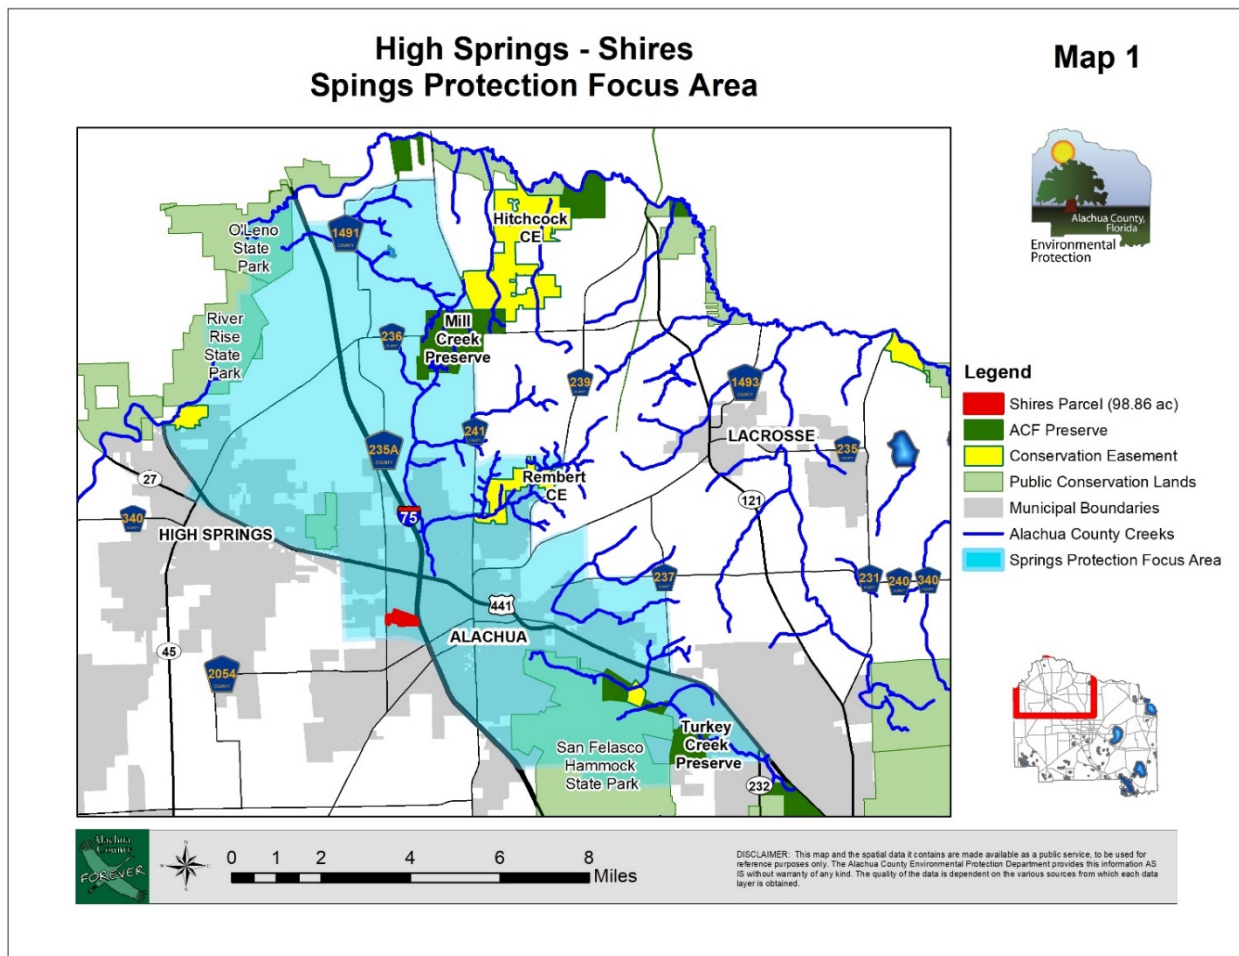 High Springs - Shires
Spings Protection Focus Area
Map 1
Alachua County,
Florida
Environmental
Protection
O'Leno
State
Park
1491
COUNTY
Hitchcock
CE
River
Rise
State
Park
236
Mill
Creek
Preserve
239
1493
COUNTY
241
LACROSSE
235
235A
COUNTY
Rembert
CE
27
75
121
340
HIGH SPRINGS
237
231
240
340
441
ALACHUA
45
2054
COUNTY
San Felasco
Hammock
State Park
Turkey
Creek
Preserve
232
Legend
Shires Parcel (98.86 ac)
ACF Preserve
Conservation Easement
Public Conservation Lands
Municipal Boundaries
Alachua County Creeks
Springs Protection Focus Area
Alachua
County
FOREVER
N
0 1 2 4 6 8
Miles
DISCLAIMER: This map and the spatial data it contains are made available as a public service, to be used for
reference purposes only. The Alachua County Environmental Protection Department provides this information AS
IS without warranty of any kind. The quality of the data is dependent on the various sources from which each data
layer is obtained.